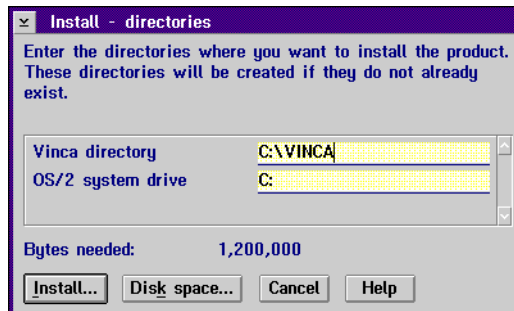 Install - directories
Enter the directories where you want to install the product.
These directories will be created if they do not already
exist.
Vinca directory C:\VINCA
OS/2 system drive C:
Bytes needed: 1,200,000
Install... Disk space... Cancel Help